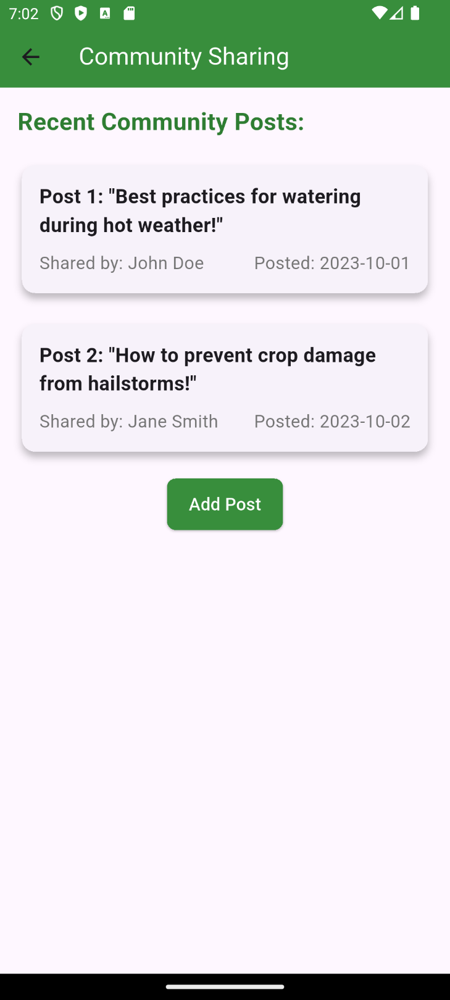 7:02
Community Sharing
Recent Community Posts:
Post 1: "Best practices for watering
during hot weather!"
Shared by: John Doe Posted: 2023-10-01
Post 2: "How to prevent crop damage
from hailstorms!"
Shared by: Jane Smith Posted: 2023-10-02
Add Post